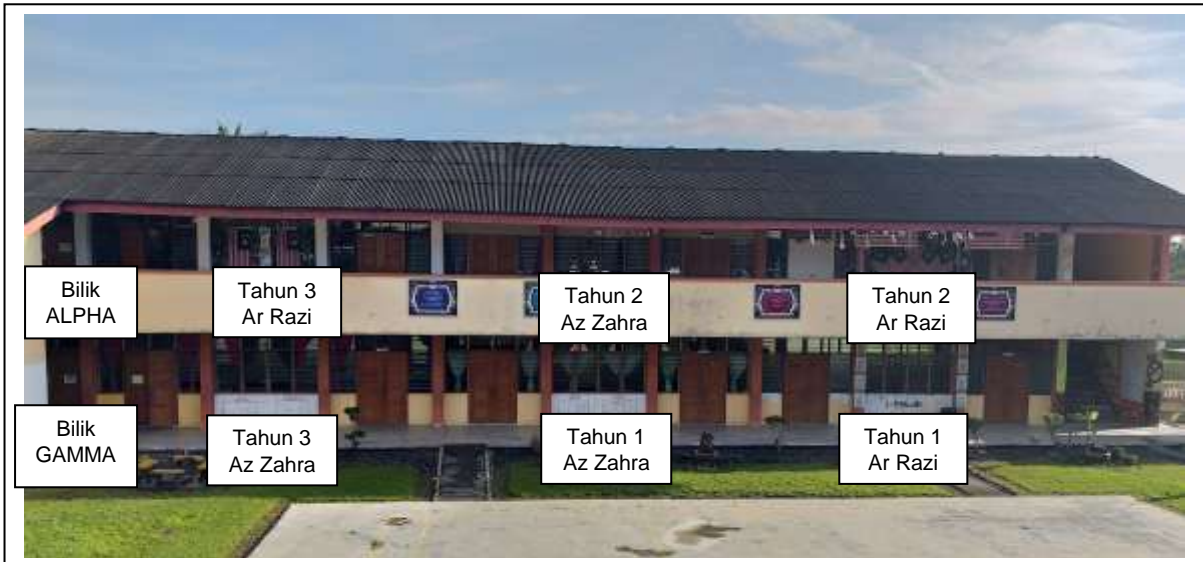 Bilik
ALPHA
Tahun 3
Ar Razi
Tahun 2
Az Zahra
Tahun 2
Ar Razi
Bilik
GAMMA
Tahun 3
Az Zahra
Tahun 1
Az Zahra
Tahun 1
Ar Razi